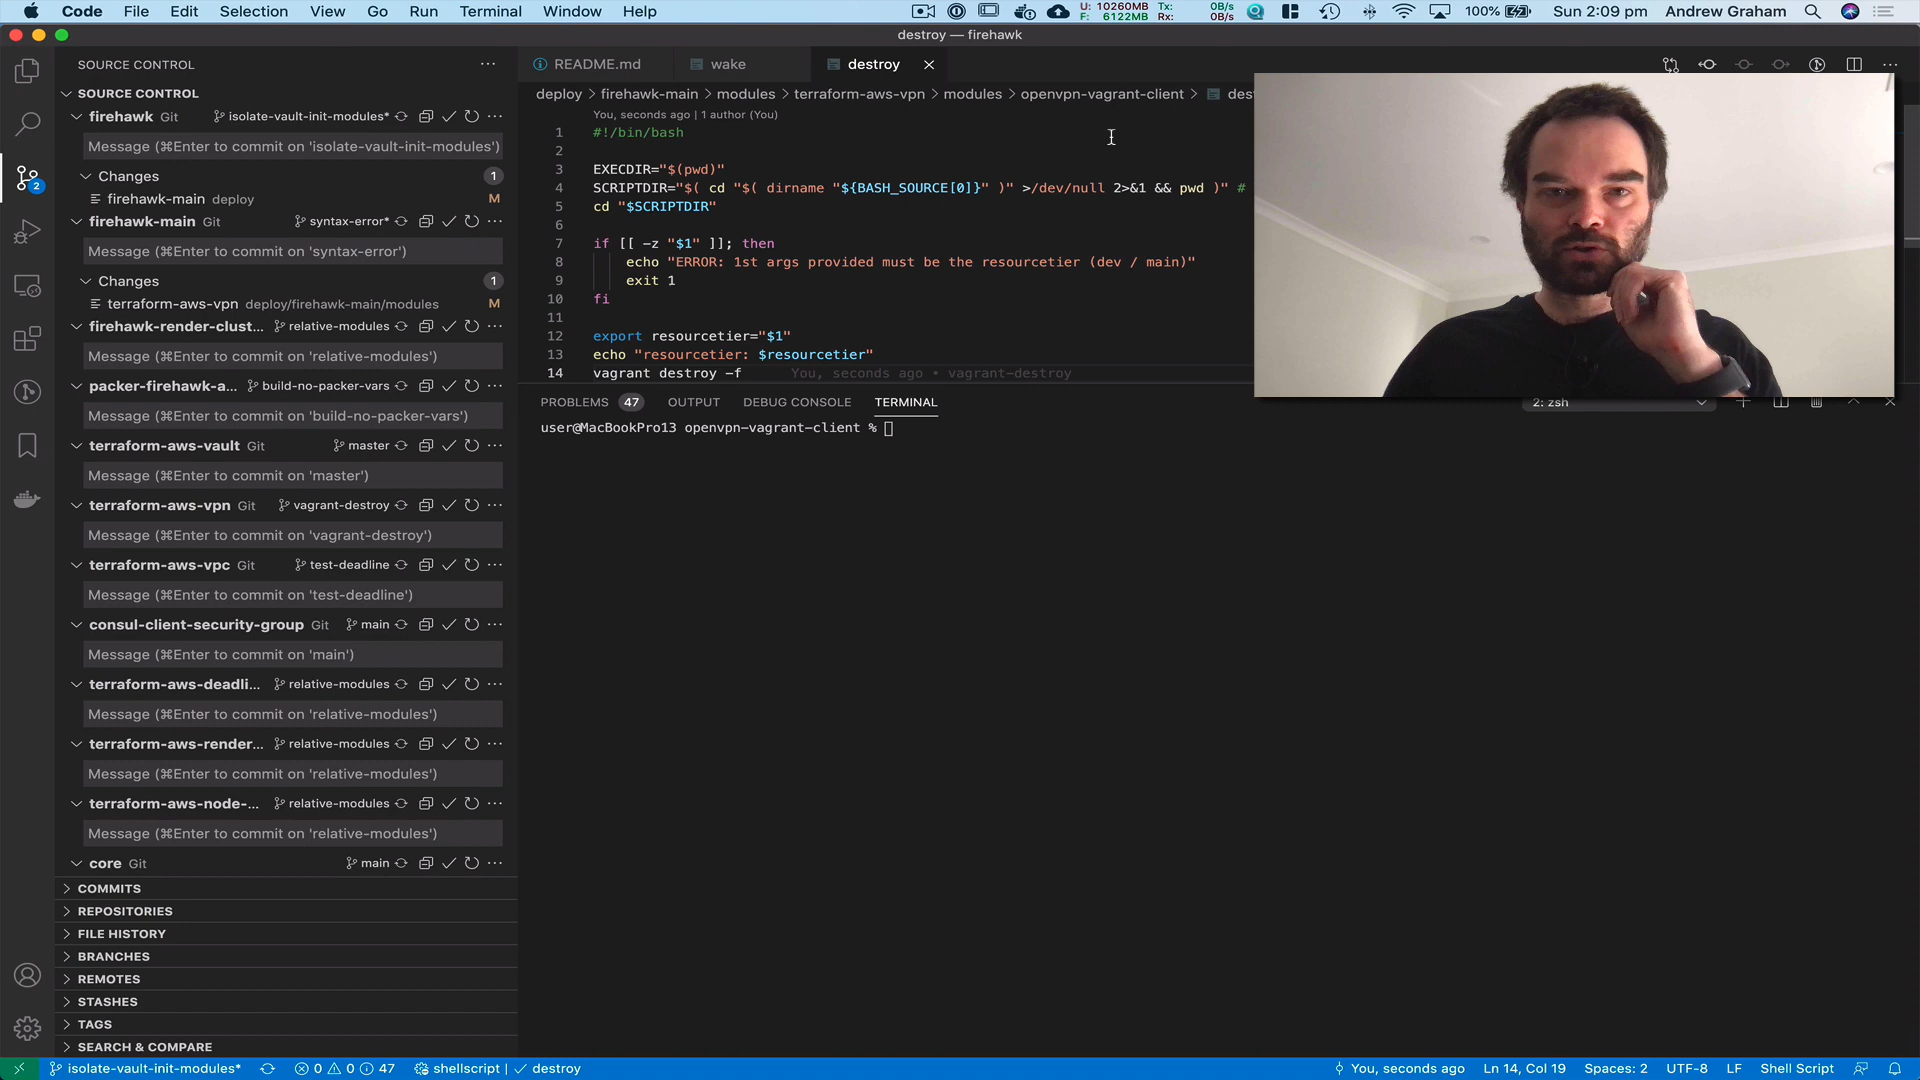 Code File Edit Selection View Go Run Terminal Window Help
U: 10260MB Tx: 0B/s
F: 6122MB Rx: 0B/s
100% Sun 2:09 pm Andrew Graham
destroy — firehawk
SOURCE CONTROL
SOURCE CONTROL
firehawk Git isolate-vault-init-modules*
Message (⌘Enter to commit on 'isolate-vault-init-modules')
Changes 1
firehawk-main deploy M
firehawk-main Git syntax-error*
Message (⌘Enter to commit on 'syntax-error')
Changes 1
terraform-aws-vpn deploy/firehawk-main/modules M
firehawk-render-clust... relative-modules
Message (⌘Enter to commit on 'relative-modules')
packer-firehawk-a... build-no-packer-vars
Message (⌘Enter to commit on 'build-no-packer-vars')
terraform-aws-vault master
Message (⌘Enter to commit on 'master')
terraform-aws-vpn Git vagrant-destroy
Message (⌘Enter to commit on 'vagrant-destroy')
terraform-aws-vpc Git test-deadline
Message (⌘Enter to commit on 'test-deadline')
consul-client-security-group Git main
Message (⌘Enter to commit on 'main')
terraform-aws-deadli... relative-modules
Message (⌘Enter to commit on 'relative-modules')
terraform-aws-render... relative-modules
Message (⌘Enter to commit on 'relative-modules')
terraform-aws-node-... relative-modules
Message (⌘Enter to commit on 'relative-modules')
core Git main
COMMITS
REPOSITORIES
FILE HISTORY
BRANCHES
REMOTES
STASHES
TAGS
SEARCH & COMPARE
2
README.md wake destroy
deploy > firehawk-main > modules > terraform-aws-vpn > modules > openvpn-vagrant-client > des
You, seconds ago | 1 author (You)
1 #!/bin/bash
2
3 EXECDIR="$(pwd)"
4 SCRIPTDIR="$( cd "$( dirname "${BASH_SOURCE[0]}" )" >/dev/null 2>&1 && pwd )" #
5 cd "$SCRIPTDIR"
6
7 if [[ -z "$1" ]]; then
8 echo "ERROR: 1st args provided must be the resourcetier (dev / main)"
9 exit 1
10 fi
11
12 export resourcetier="$1"
13 echo "resourcetier: $resourcetier"
14 vagrant destroy -f You, seconds ago • vagrant-destroy
PROBLEMS 47 OUTPUT DEBUG CONSOLE TERMINAL 2: zsh
user@MacBookPro13 openvpn-vagrant-client %
isolate-vault-init-modules* 0 0 47 shellscript | ✓ destroy You, seconds ago Ln 14, Col 19 Spaces: 2 UTF-8 LF Shell Script